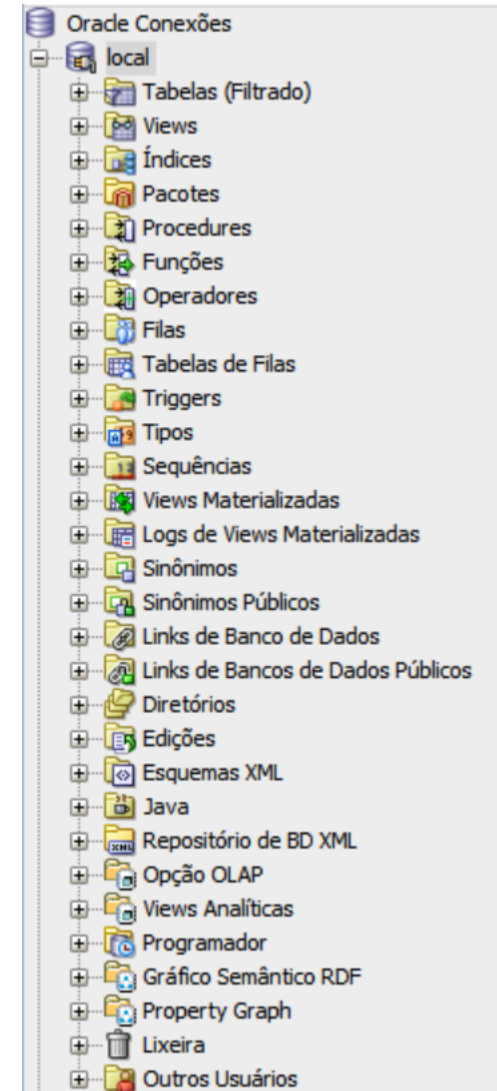 Oracle Conexões
local
Tabelas (Filtrado)
Views
Índices
Pacotes
Procedures
Funções
Operadores
Filas
Tabelas de Filas
Triggers
Tipos
Sequências
Views Materializadas
Logs de Views Materializadas
Sinônimos
Sinônimos Públicos
Links de Banco de Dados
Links de Bancos de Dados Públicos
Diretórios
Edições
Esquemas XML
Java
Repositório de BD XML
Opção OLAP
Views Analíticas
Programador
Gráfico Semântico RDF
Property Graph
Lixeira
Outros Usuários